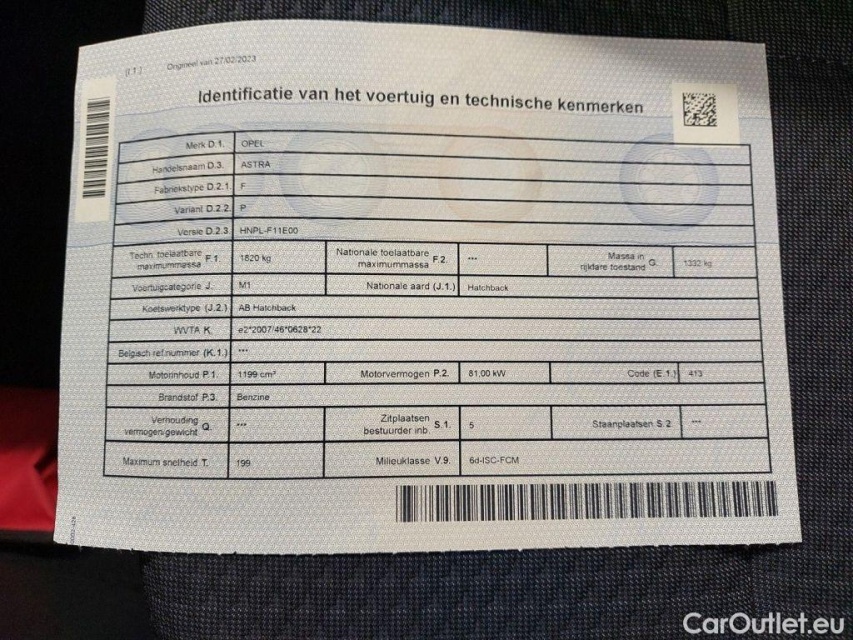 (I 1.) Origineel van 27/02/2023
Identificatie van het voertuig en technische kenmerken
Merk D.1. OPEL
Handelsnaam D.3. ASTRA
Fabriekstype D.2.1 F
Variant D.2.2 P
Versie D.2.3 HNPL-F11E00
Techn. toelaatbare maximummassa F.1. 1820 kg Nationale toelaatbare maximummassa F.2. *** Massa in rijklare toestand G. 1332 kg
Voertuigcategorie J. M1 Nationale aard (J.1.) Hatchback
Koetswerktype (J.2.) AB Hatchback
WVTA K. e2*2007/46*0628*22
Belgisch ref.nummer (K.1.) ***
Motorinhoud P.1. 1199 cm³ Motorvermogen P.2. 81,00 kW Code (E.1.) 413
Brandstof P.3. Benzine
Verhouding vermogen/gewicht Q. *** Zitplaatsen bestuurder inb. S.1. 5 Staanplaatsen S.2. ***
Maximum snelheid T. 199 Milieuklasse V.9. 6d-ISC-FCM
CarOutlet.eu